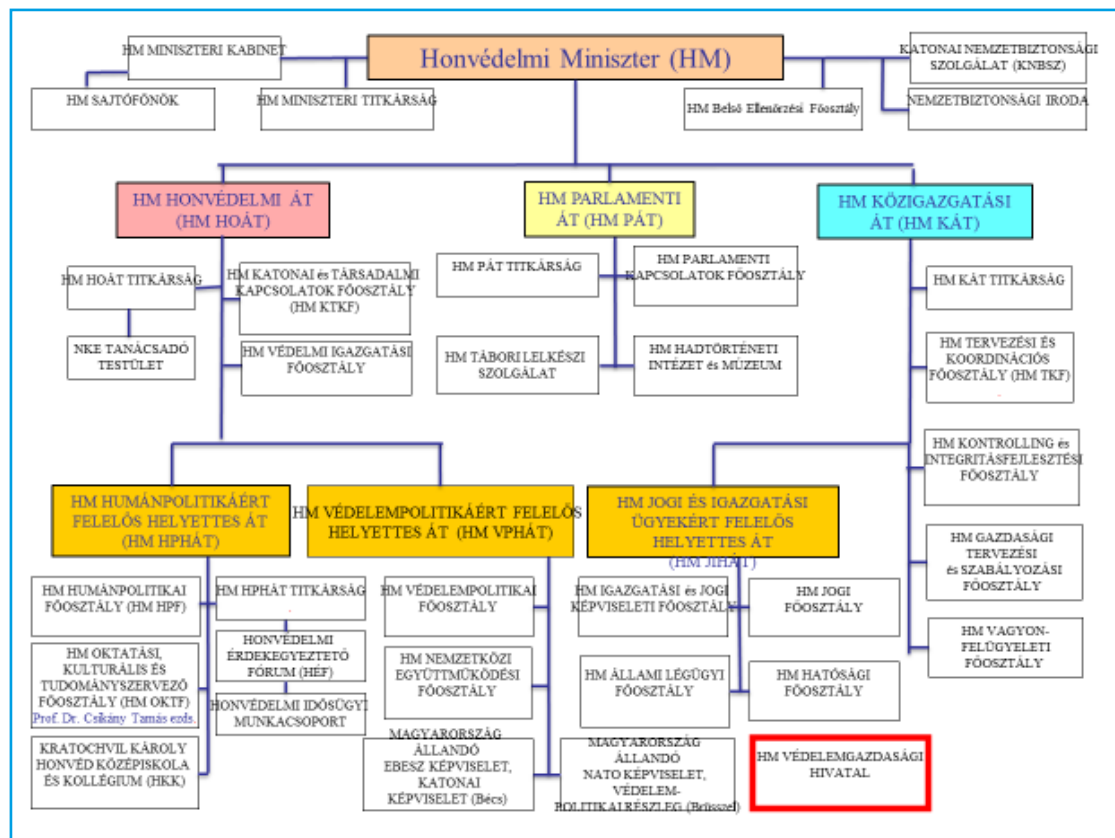 HM MINISZTERI KABINET
Honvédelmi Miniszter (HM)
KATONAI NEMZETBIZTONSÁGI
SZOLGÁLAT (KNBSZ)
HM SAJTÓFŐNÖK
HM MINISZTERI TITKÁRSÁG
HM Belső Ellenőrzési Főosztály
NEMZETBIZTONSÁGI IRODA
HM HONVÉDELMI ÁT
(HM HOÁT)
HM PARLAMENTI
ÁT (HM PÁT)
HM KÖZIGAZGATÁSI
ÁT (HM KÁT)
HM HOÁT TITKÁRSÁG
HM KATONAI és TÁRSADALMI
KAPCSOLATOK FŐOSZTÁLY
(HM KTKF)
HM PÁT TITKÁRSÁG
HM PARLAMENTI
KAPCSOLATOK FŐOSZTÁLY
HM KÁT TITKÁRSÁG
NKE TANÁCSADÓ
TESTÜLET
HM VÉDELMI IGAZGATÁSI
FŐOSZTÁLY
HM TÁBORI LELKÉSZI
SZOLGÁLAT
HM HADTÖRTÉNETI
INTÉZET és MÚZEUM
HM TERVEZÉSI ÉS
KOORDINÁCIÓS
FŐOSZTÁLY (HM TKF)
HM KONTROLLING és
INTEGRITÁSFEJLESZTÉSI
FŐOSZTÁLY
HM HUMÁNPOLITIKÁÉRT
FELELŐS HELYETTES ÁT
(HM HPHÁT)
HM VÉDELEMPOLITIKÁÉRT FELELŐS
HELYETTES ÁT (HM VPHÁT)
HM JOGI ÉS IGAZGATÁSI
ÜGYEKÉRT FELELŐS
HELYETTES ÁT
(HM JIHÁT)
HM GAZDASÁGI
TERVEZÉSI
és SZABÁLYOZÁSI
FŐOSZTÁLY
HM HUMÁNPOLITIKAI
FŐOSZTÁLY (HM HPF)
HM HPHÁT TITKÁRSÁG
HM VÉDELEMPOLITIKAI
FŐOSZTÁLY
HM IGAZGATÁSI és JOGI
KÉPVISELETI FŐOSZTÁLY
HM JOGI
FŐOSZTÁLY
HM VAGYON-
FELÜGYELETI
FŐOSZTÁLY
HM OKTATÁSI,
KULTURÁLIS ÉS
TUDOMÁNYSZERVEZŐ
FŐOSZTÁLY (HM OKTF)
Prof. Dr. Csikány Tamás ezds.
HONVÉDELMI
ÉRDEKEGYEZTETŐ
FÓRUM (HÉF)
HONVÉDELMI IDŐSÜGYI
MUNKACSOPORT
HM NEMZETKÖZI
EGYÜTTMŰKÖDÉSI
FŐOSZTÁLY
HM ÁLLAMI LÉGÜGYI
FŐOSZTÁLY
HM HATÓSÁGI
FŐOSZTÁLY
KRATOCHVIL KÁROLY
HONVÉD KÖZÉPISKOLA
ÉS KOLLÉGIUM (HKK)
MAGYARORSZÁG
ÁLLANDÓ
EBESZ KÉPVISELET,
KATONAI
KÉPVISELET (Bécs)
MAGYARORSZÁG
ÁLLANDÓ
NATO KÉPVISELET,
VÉDELEM-
POLITIKAI RÉSZLEG (Brüsszel)
HM VÉDELEMGAZDASÁGI
HIVATAL